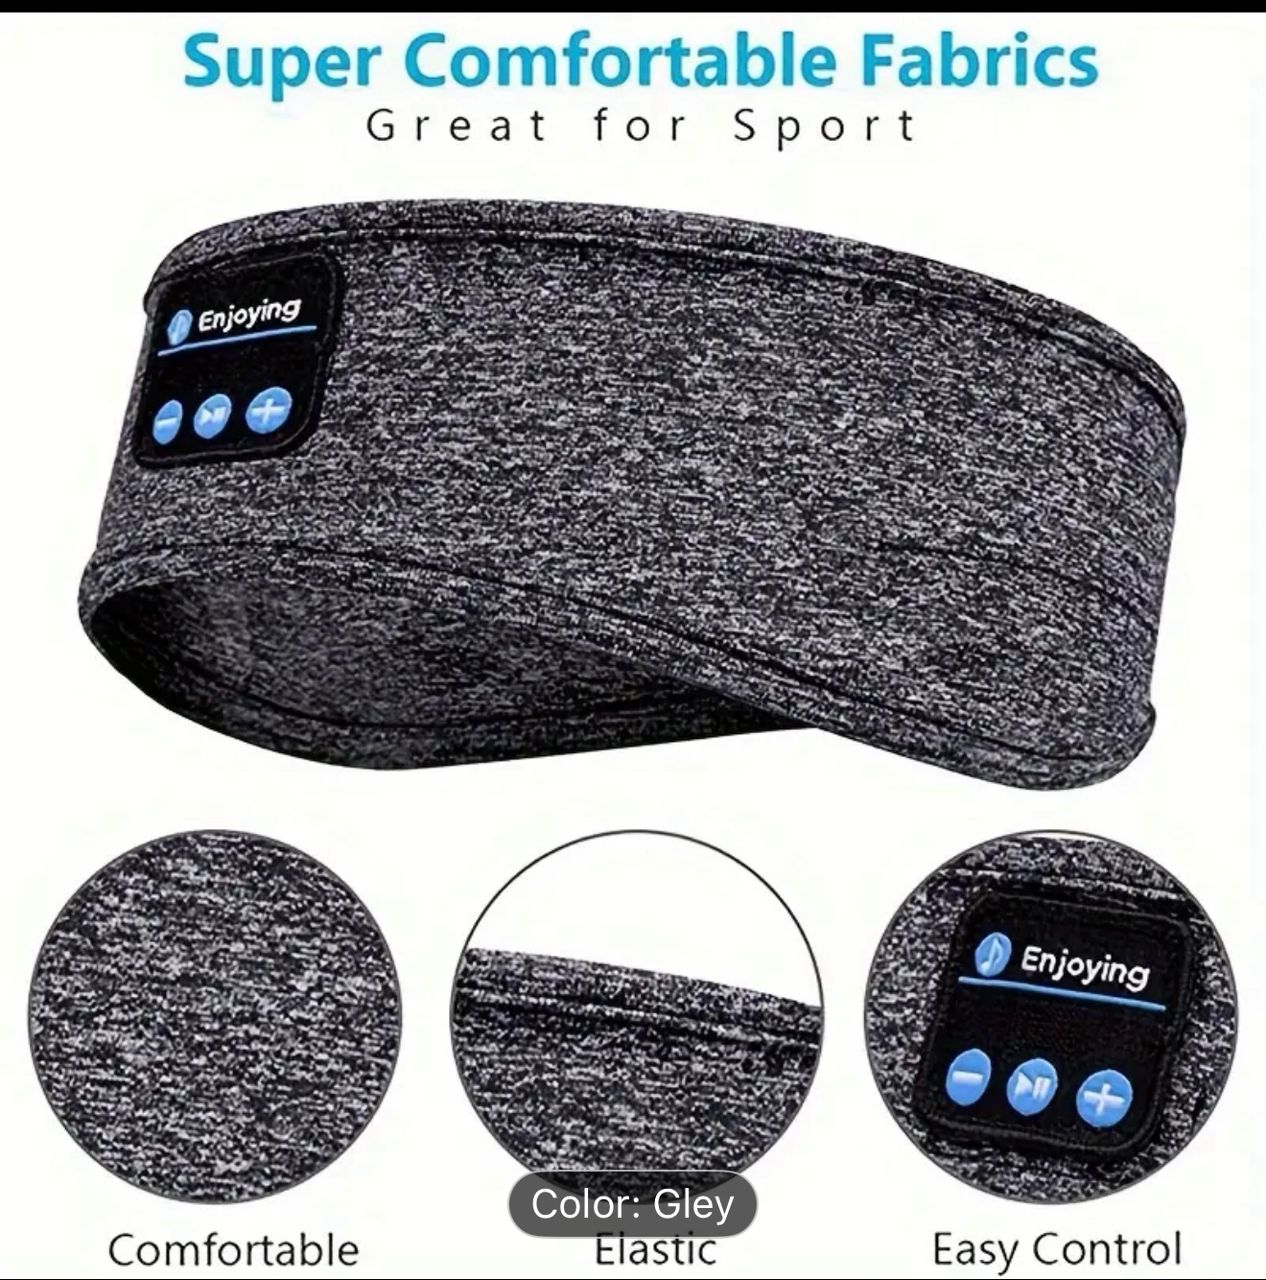 Super Comfortable Fabrics
Great for Sport
Enjoying
Enjoying
Color: Gley
Comfortable
Elastic
Easy Control